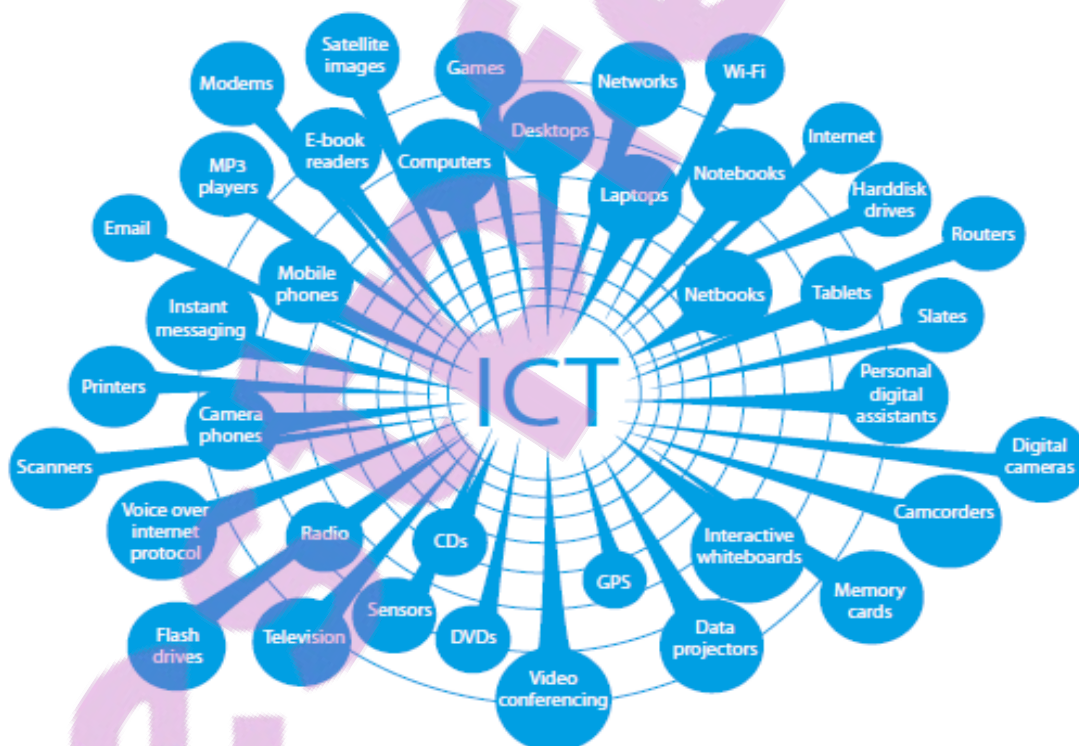 Satellite
images
Games
Networks
Wi-Fi
Modems
Desktops
E-book
readers
Computers
Laptops
Notebooks
Internet
MP3
players
Harddisk
drives
Email
Routers
Mobile
phones
Netbooks
Tablets
Instant
messaging
Slates
Printers
ICT
Personal
digital
assistants
Camera
phones
Scanners
Digital
cameras
Voice over
internet
protocol
Radio
CDs
Interactive
whiteboards
Camcorders
GPS
Memory
cards
Flash
drives
Television
Sensors
DVDs
Data
projectors
Video
conferencing